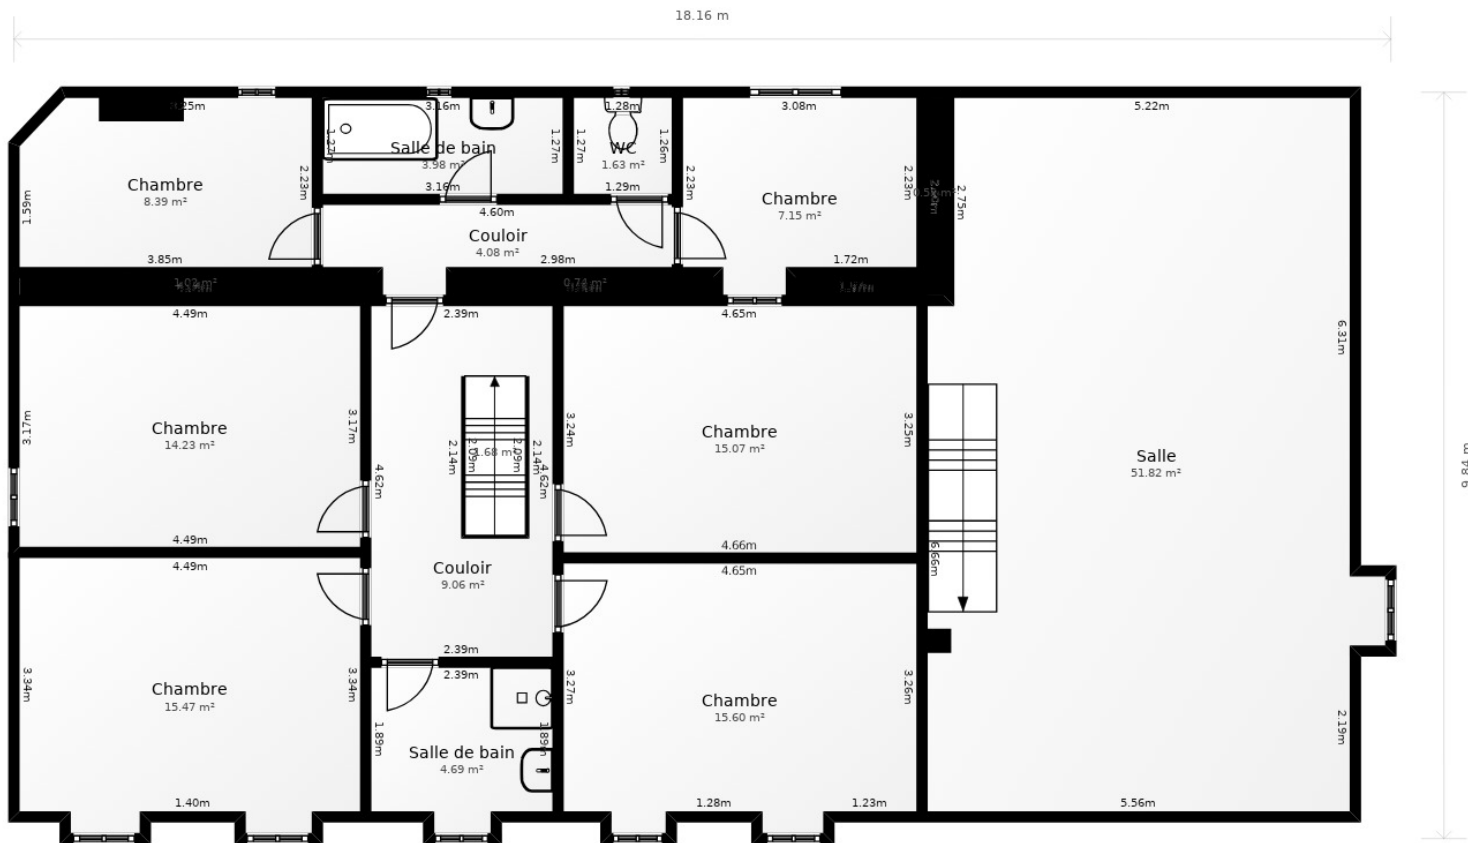 18.16 m
3.16m
1.28m
3.08m
5.22m
1.27m
1.27m
1.26m
Salle de bain
3.98 m²
WC
1.63 m²
2.23m
2.23m
2.23m
Chambre
8.39 m²
3.16m
1.29m
Chambre
7.15 m²
2.75m
1.59m
4.60m
Couloir
4.08 m²
3.85m
2.98m
1.72m
4.49m
2.39m
4.65m
6.31m
Chambre
14.23 m²
3.17m
3.17m
3.24m
3.25m
Chambre
15.07 m²
2.14m
2.09m
1.68 m²
2.09m
2.14m
4.62m
4.62m
Salle
51.82 m²
9.84 m
4.49m
4.66m
6.66m
4.49m
Couloir
9.06 m²
4.65m
2.39m
2.39m
3.34m
3.34m
3.27m
3.26m
Chambre
15.47 m²
Chambre
15.60 m²
2.19m
1.89m
1.89m
Salle de bain
4.69 m²
1.40m
1.28m
1.23m
5.56m